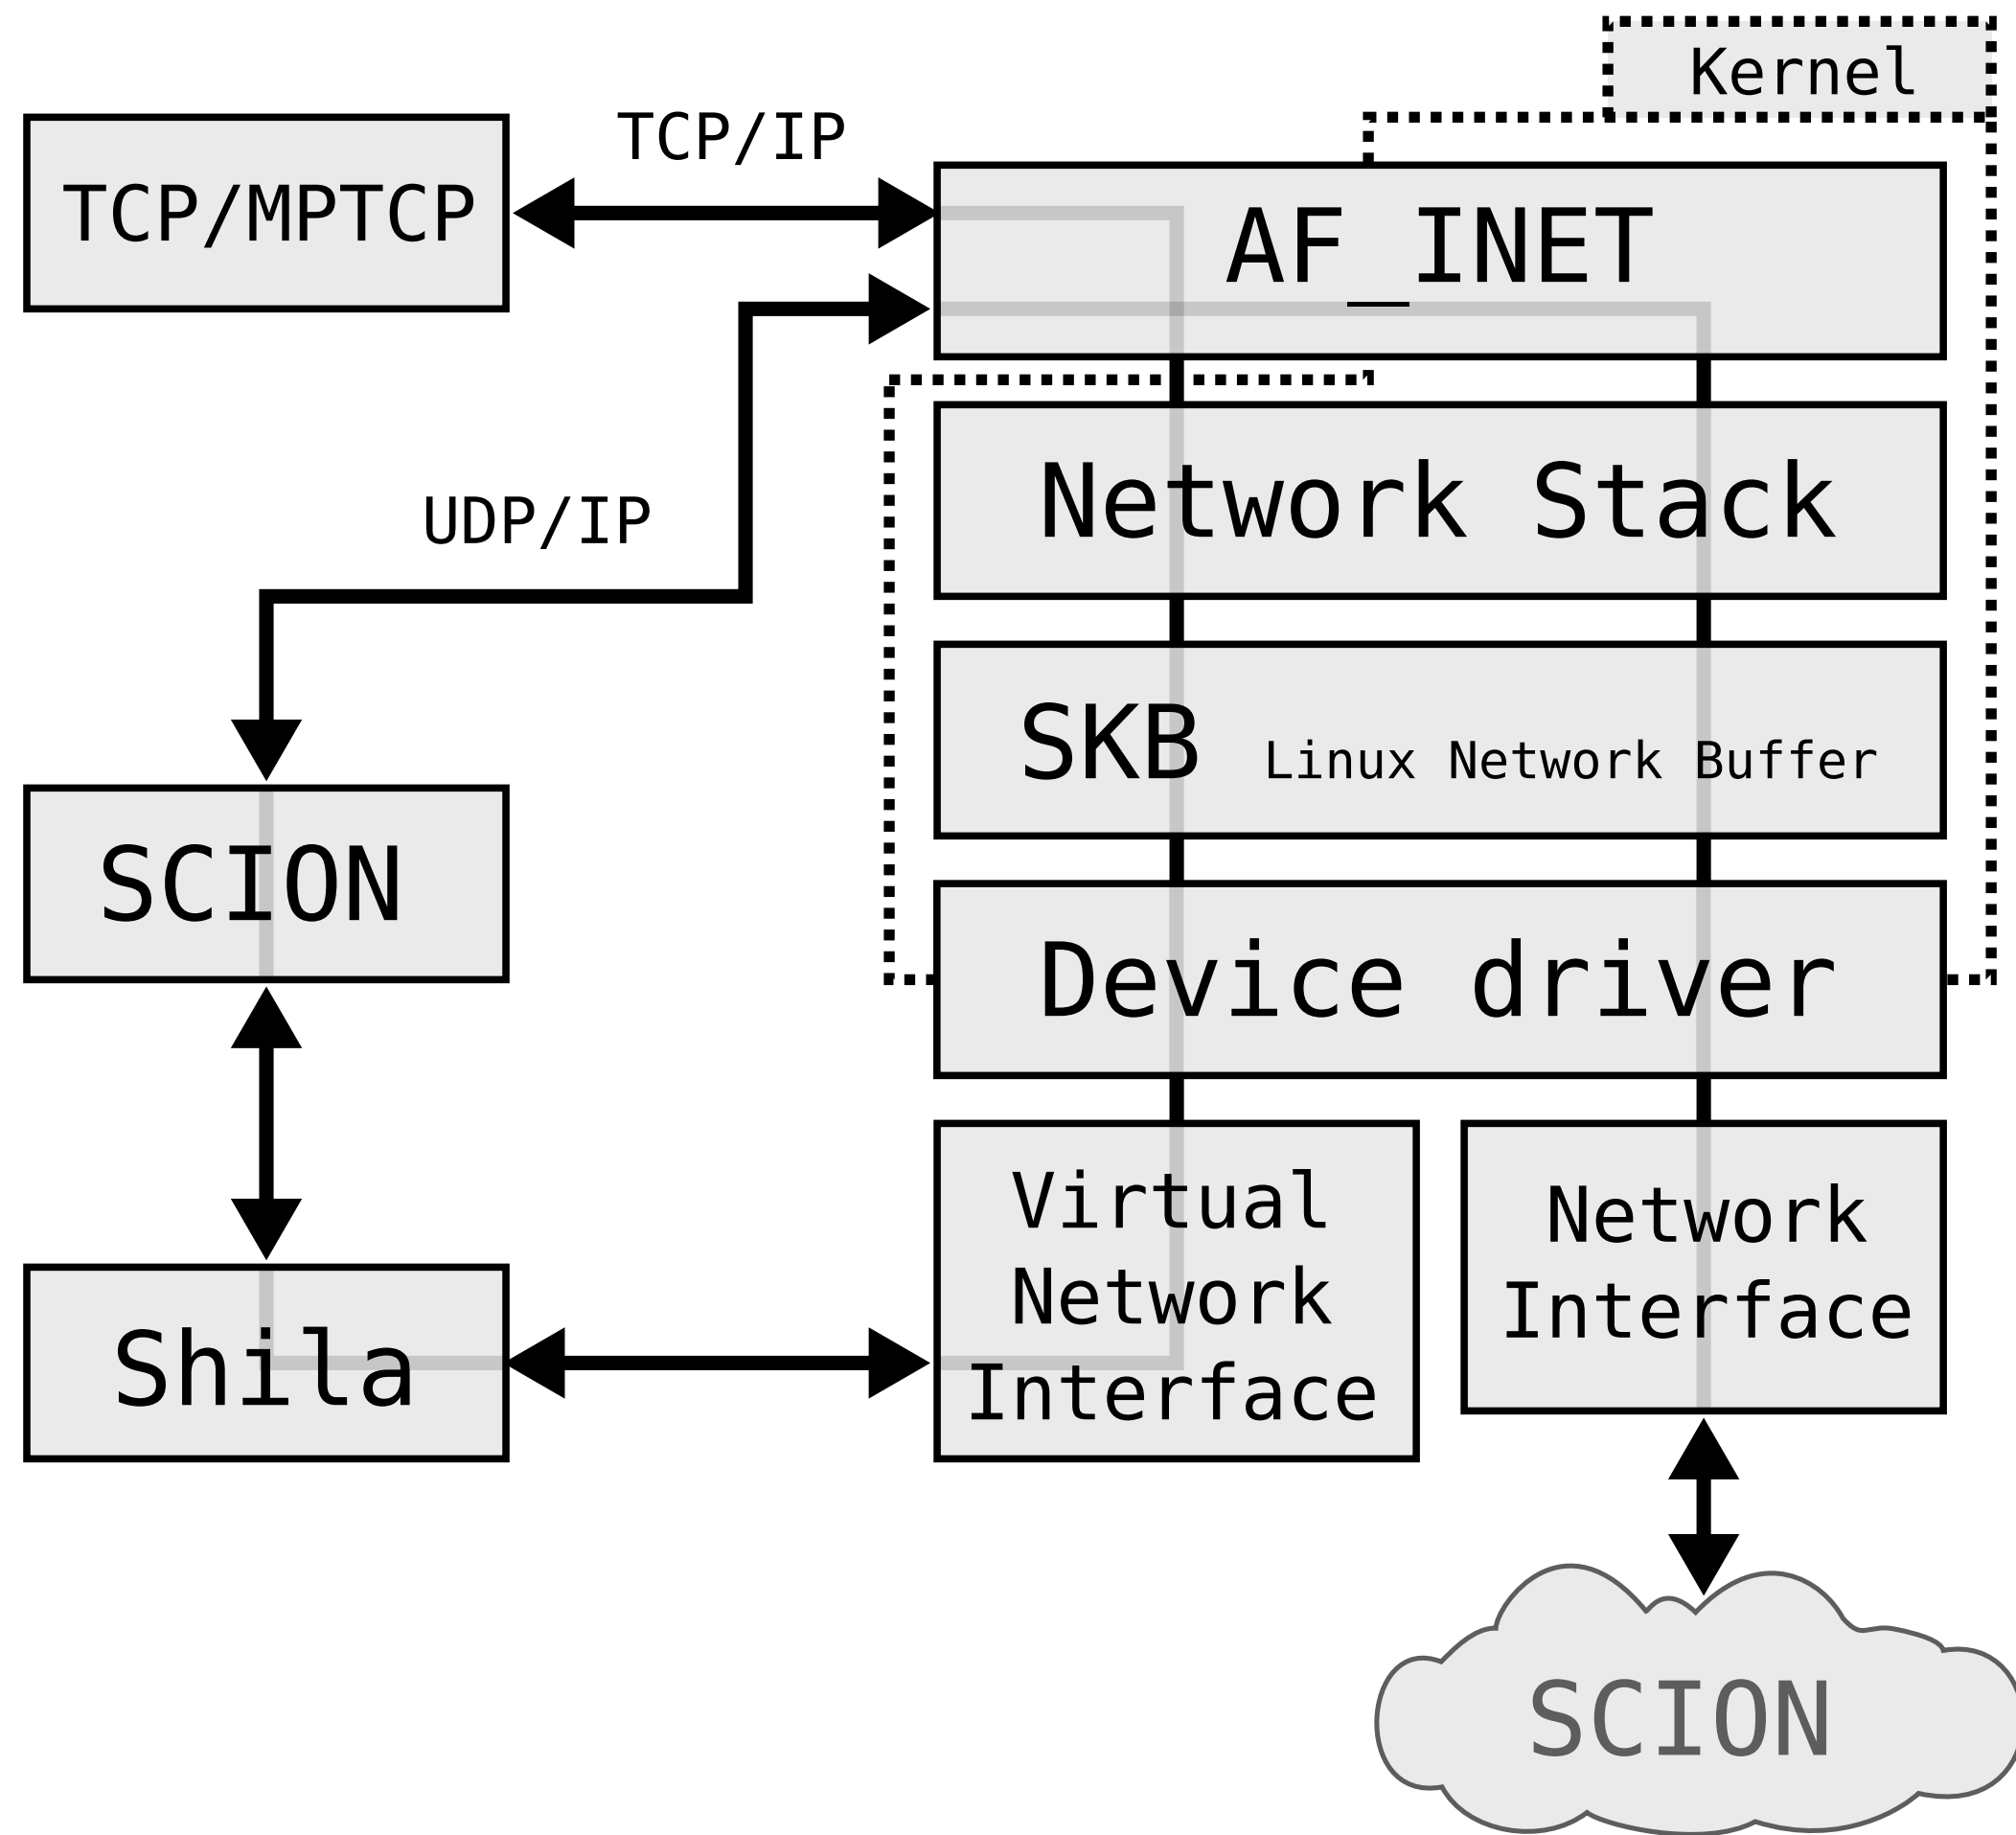 Kernel
TCP/IP
TCP/MPTCP
AF_INET
UDP/IP
Network Stack
SKB Linux Network Buffer
SCION
Device driver
Virtual
Network
Interface
Network
Interface
Shila
SCION